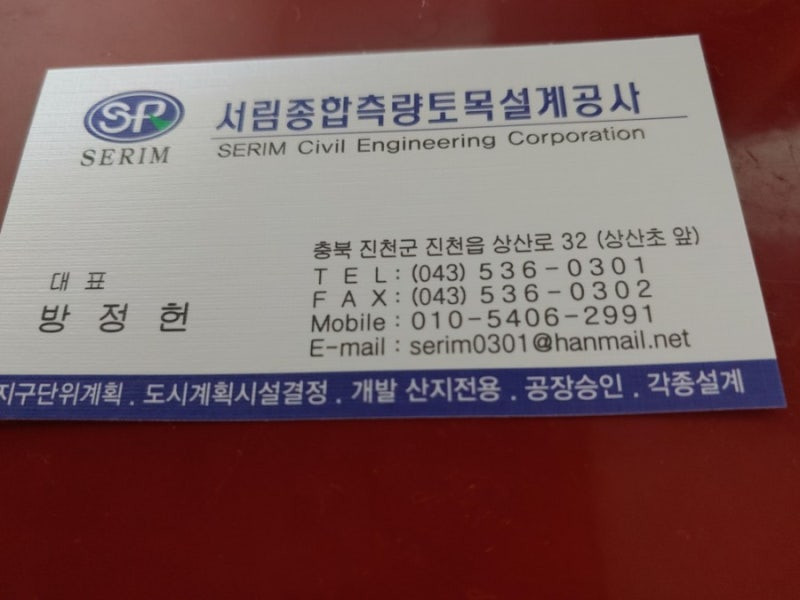 SR
SERIM
서림종합측량토목설계공사
SERIM Civil Engineering Corporation
대 표
방 정 헌
충북 진천군 진천읍 상산로 32 (상산초 앞)
T E L : (043) 536-0301
F A X : (043) 536-0302
Mobile : 010-5406-2991
E-mail : serim0301@hanmail.net
지구단위계획 . 도시계획시설결정 . 개발 산지전용 . 공장승인 . 각종설계